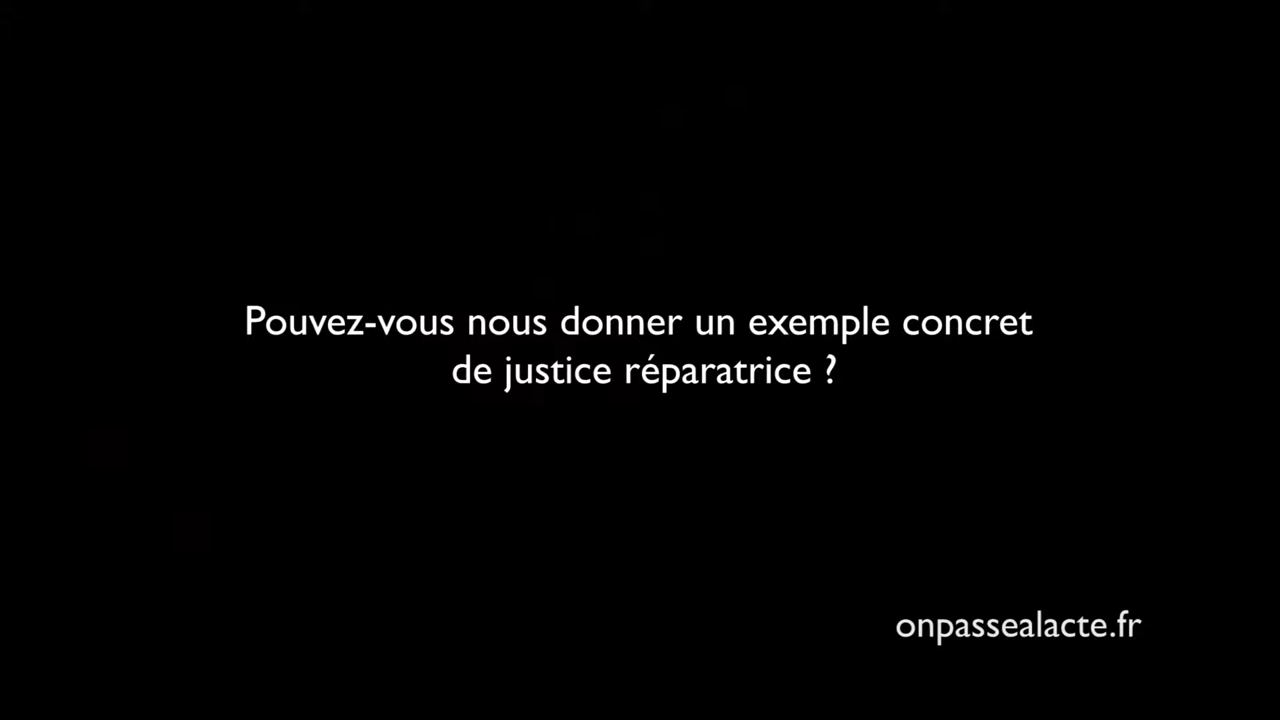 Pouvez-vous nous donner un exemple concret
de justice réparatrice ?
onpassealacte.fr